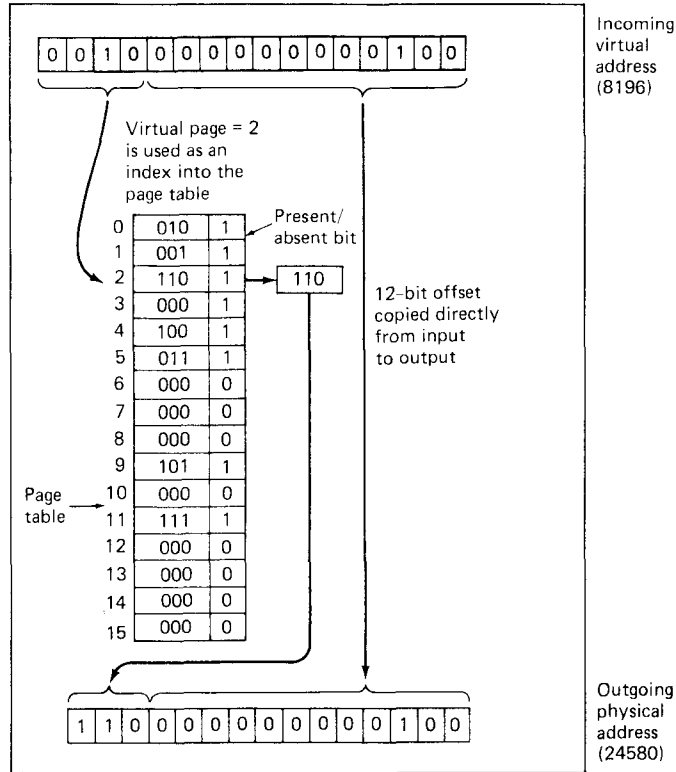 Incoming
virtual
address
(8196)
0 0 1 0 0 0 0 0 0 0 0 0 0 1 0 0
Virtual page = 2
is used as an
index into the
page table
Present/
absent bit
0 010 1
1 001 1
2 110 1
110
3 000 1
4 100 1
5 011 1
6 000 0
7 000 0
8 000 0
9 101 1
10 000 0
11 111 1
12 000 0
13 000 0
14 000 0
15 000 0
12-bit offset
copied directly
from input
to output
Page
table
1 1 0 0 0 0 0 0 0 0 0 0 1 0 0
Outgoing
physical
address
(24580)